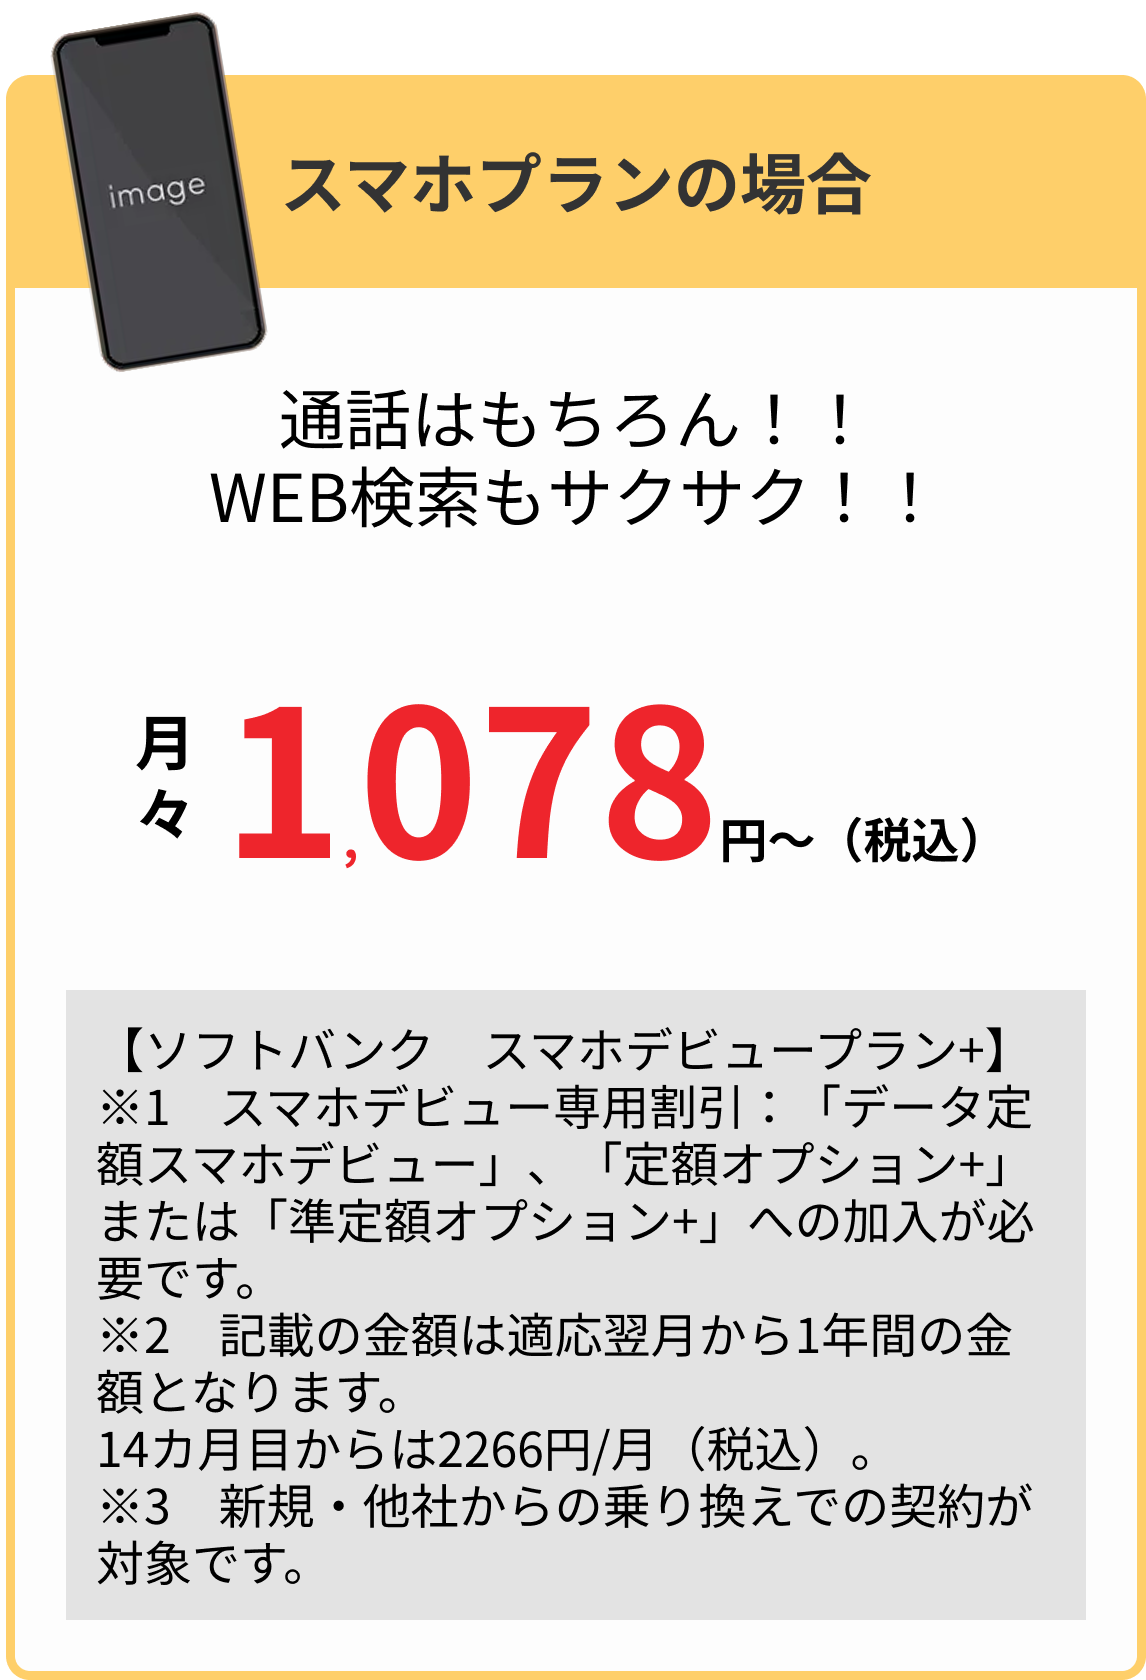 image
スマホプランの場合
通話はもちろん！！
WEB検索もサクサク！！
月々 1,078円～（税込）
【ソフトバンク　スマホデビュープラン+】
※1　スマホデビュー専用割引：「データ定
額スマホデビュー」、「定額オプション+」
または「準定額オプション+」への加入が必
要です。
※2　記載の金額は適応翌月から1年間の金
額となります。
14カ月目からは2266円/月（税込）。
※3　新規・他社からの乗り換えでの契約が
対象です。